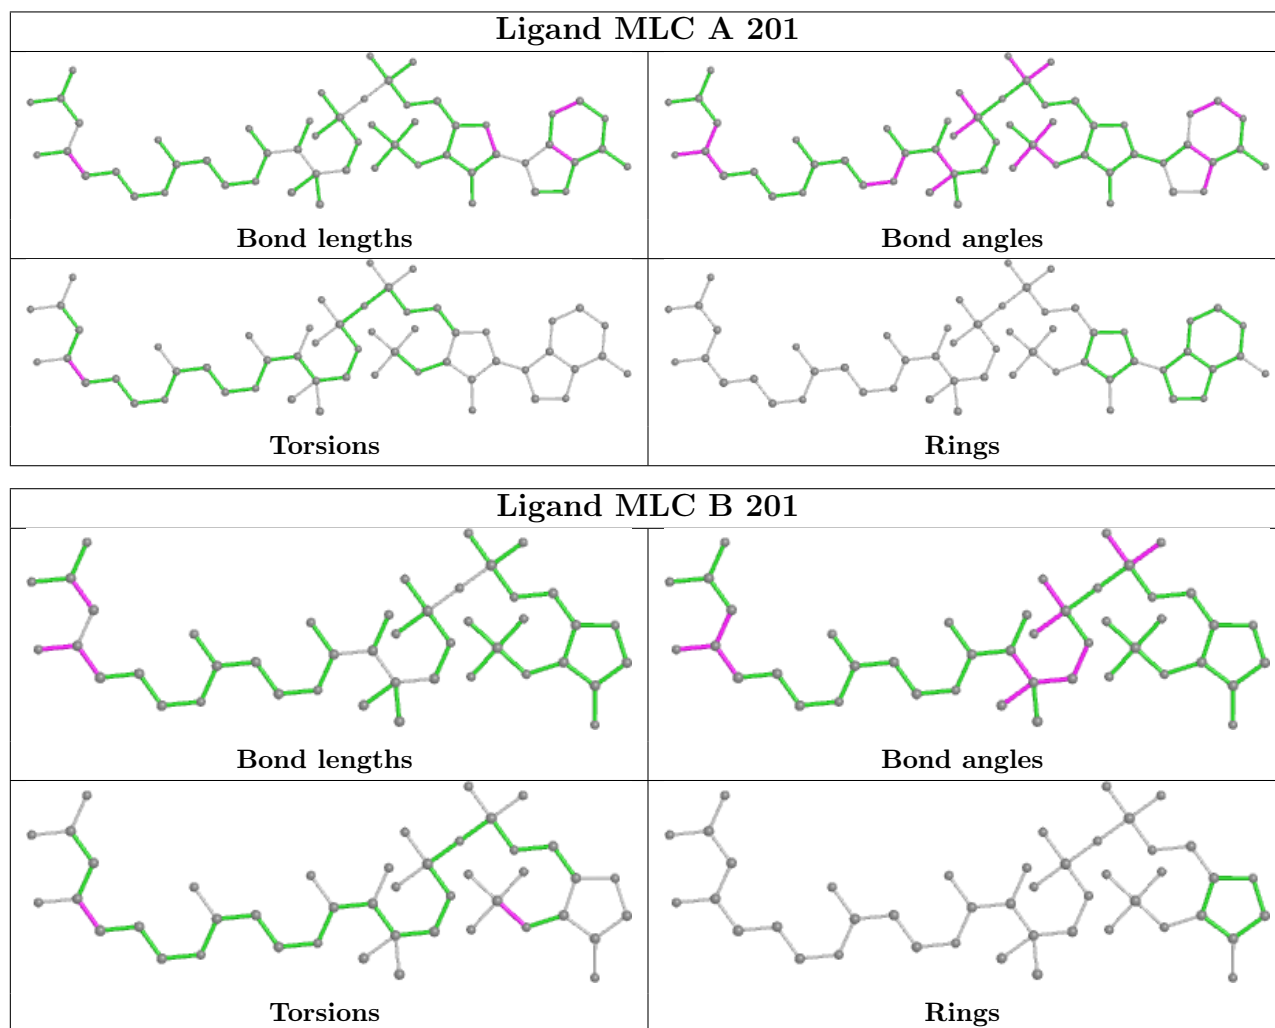 Ligand MLC A 201
Bond lengths
Bond angles
Torsions
Rings
Ligand MLC B 201
Bond lengths
Bond angles
Torsions
Rings